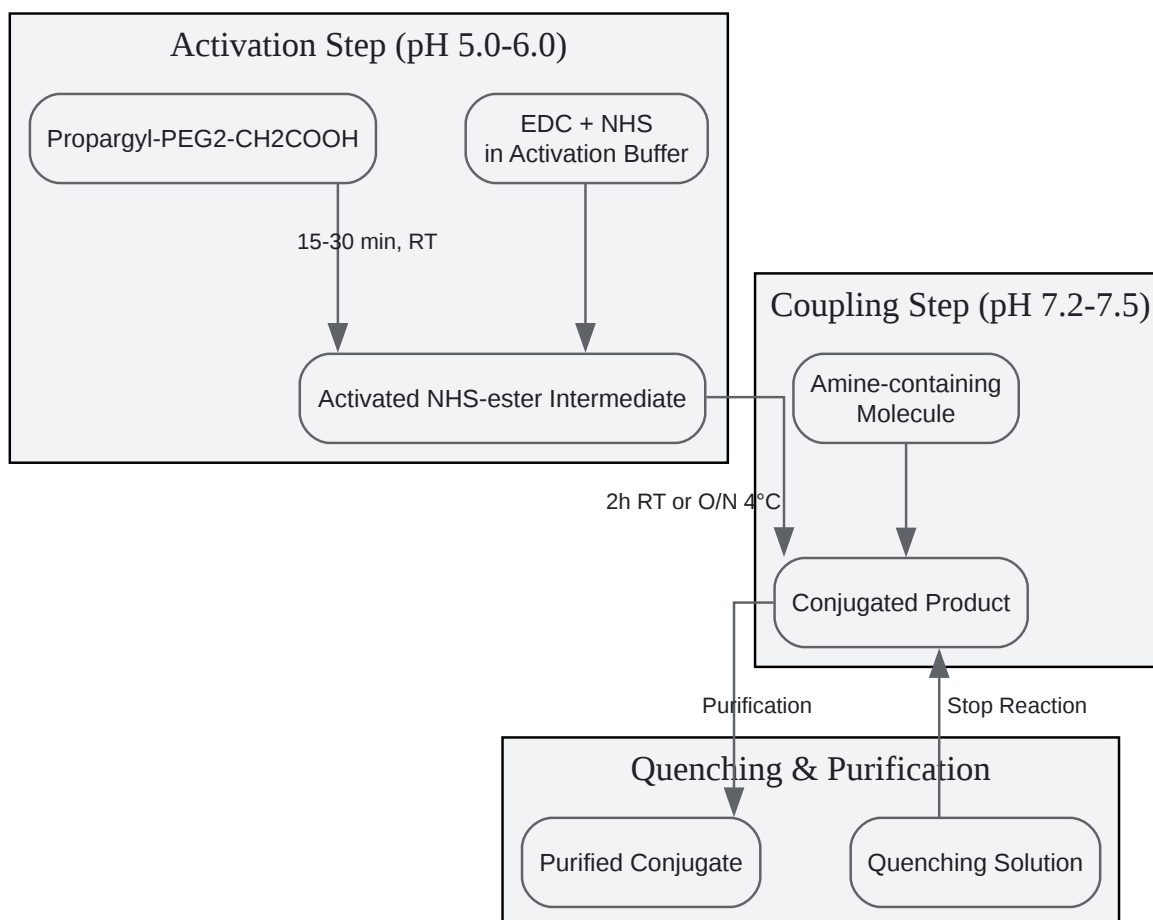 Activation Step (pH 5.0-6.0)
Propargyl-PEG2-CH2COOH
EDC + NHS
in Activation Buffer
15-30 min, RT
Activated NHS-ester Intermediate
Coupling Step (pH 7.2-7.5)
Amine-containing
Molecule
2h RT or O/N 4°C
Conjugated Product
Purification
Stop Reaction
Quenching & Purification
Purified Conjugate
Quenching Solution